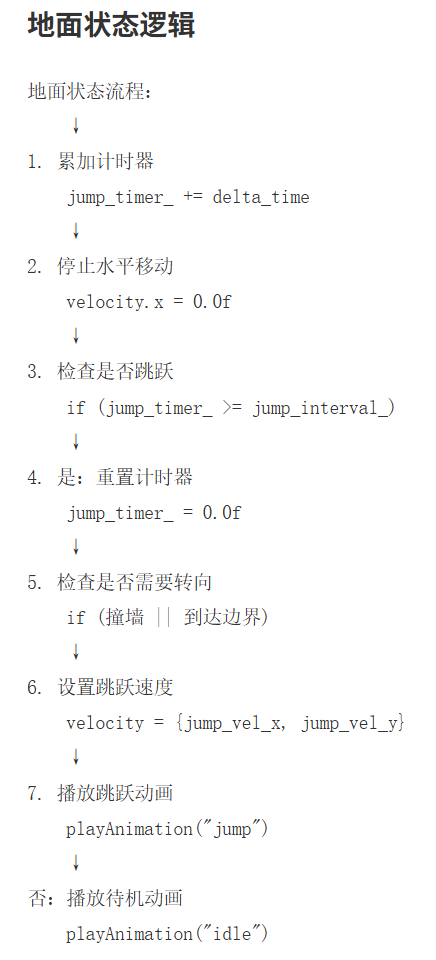 地面状态逻辑
地面状态流程：
↓
1. 累加计时器
jump_timer_ += delta_time
↓
2. 停止水平移动
velocity.x = 0.0f
↓
3. 检查是否跳跃
if (jump_timer_ >= jump_interval_)
↓
4. 是：重置计时器
jump_timer_ = 0.0f
↓
5. 检查是否需要转向
if (撞墙 || 到达边界)
↓
6. 设置跳跃速度
velocity = {jump_vel_x, jump_vel_y}
↓
7. 播放跳跃动画
playAnimation("jump")
↓
否：播放待机动画
playAnimation("idle")